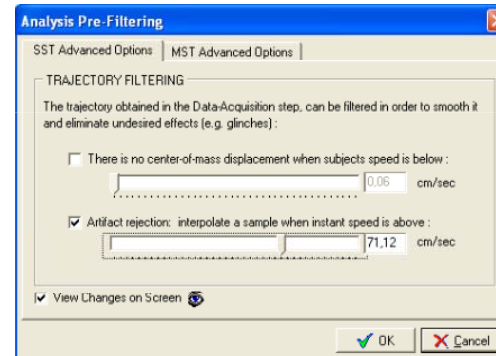 Analysis Pre-Filtering
SST Advanced Options
MST Advanced Options
TRAJECTORY FILTERING
The trajectory obtained in the Data-Acquisition step, can be filtered in order to smooth it
and eliminate undesired effects (e.g. glinches) :
There is no center-of-mass displacement when subjects speed is below :
0,06 cm/sec
Artifact rejection: interpolate a sample when instant speed is above :
71,12 cm/sec
View Changes on Screen
OK
Cancel